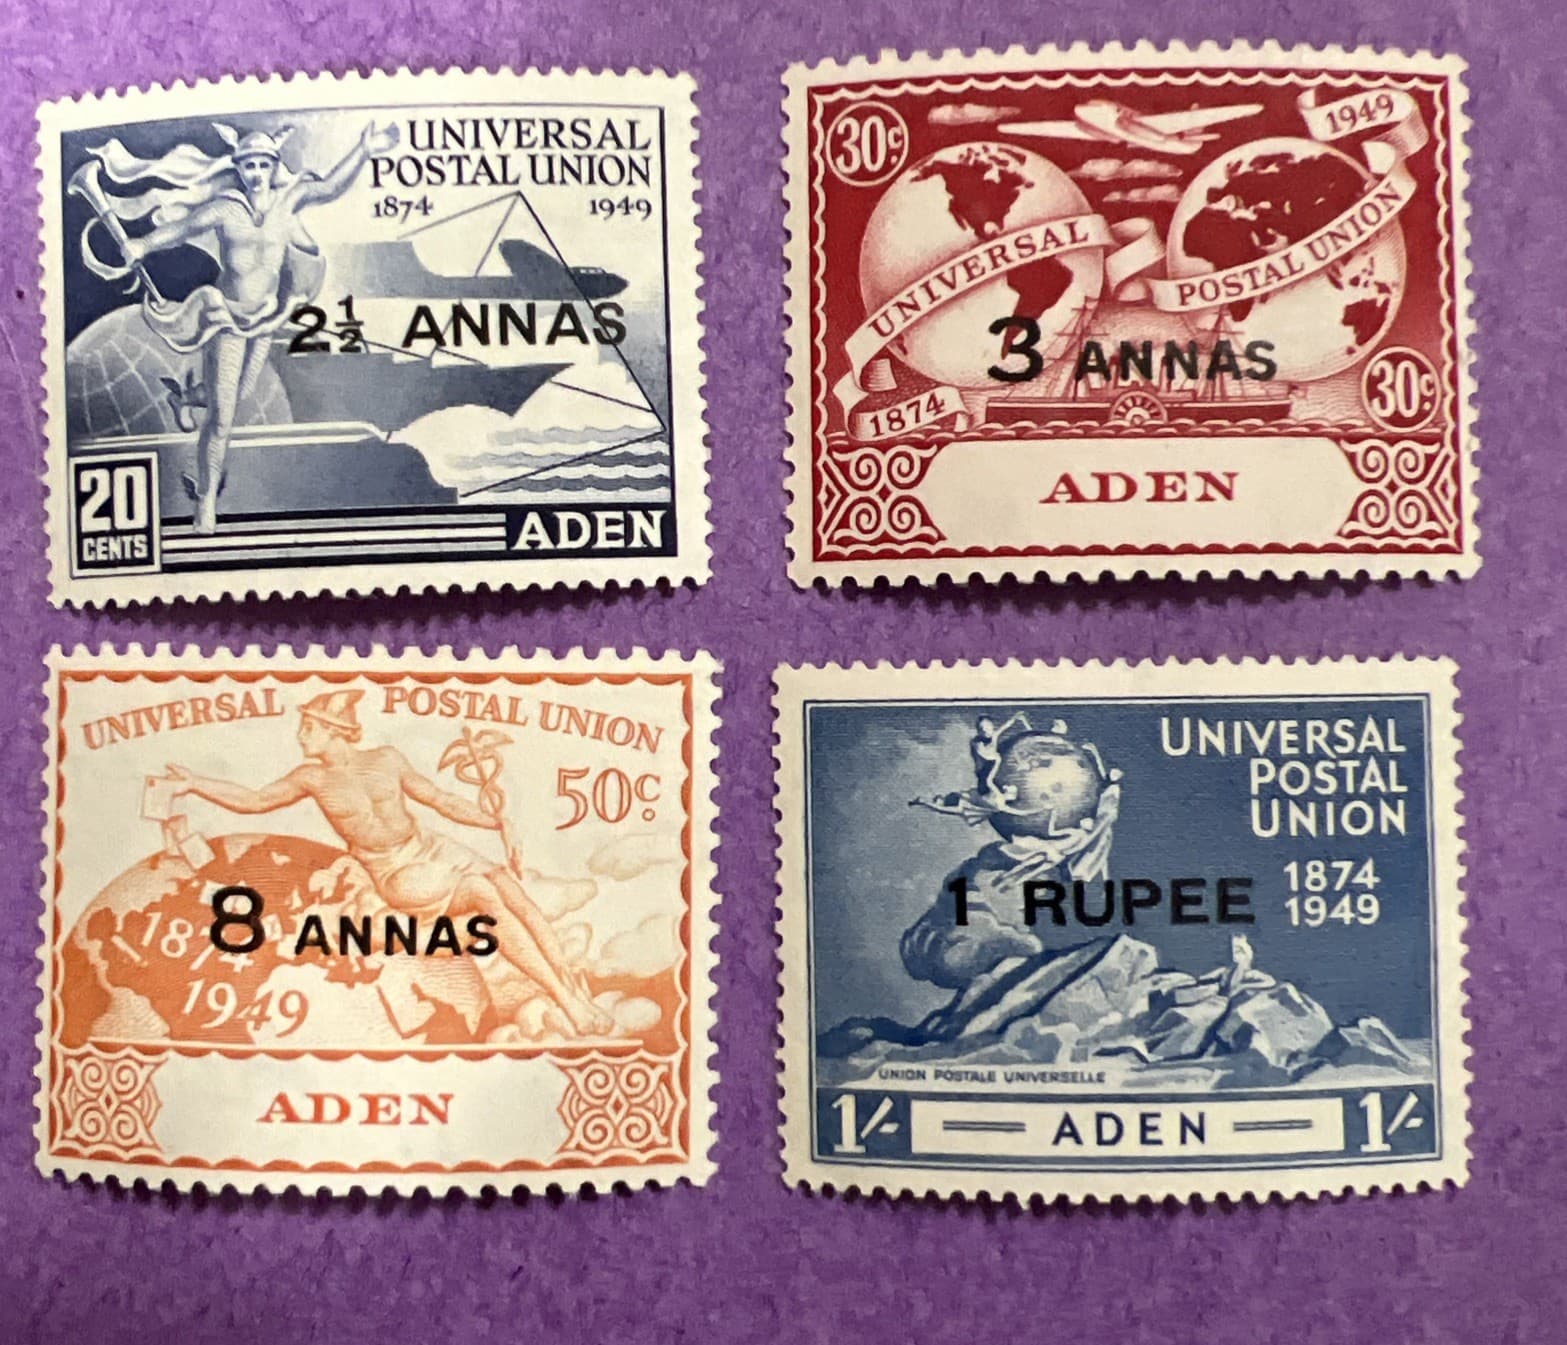 UNIVERSAL
POSTAL UNION
1874 1949
2½ ANNAS
20
CENTS
ADEN
30c
1949
UNIVERSAL
POSTAL UNION
3 ANNAS
1874
30c
ADEN
UNIVERSAL POSTAL UNION
50c
8 ANNAS
1874
1949
ADEN
UNIVERSAL
POSTAL
UNION
1874
1949
1 RUPEE
UNION POSTALE UNIVERSELLE
1/- ADEN 1/-